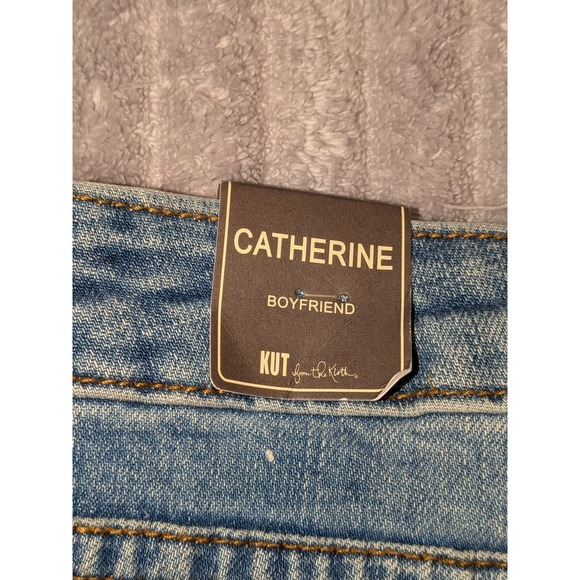 CATHERINE
BOYFRIEND
KUT from the Kloth